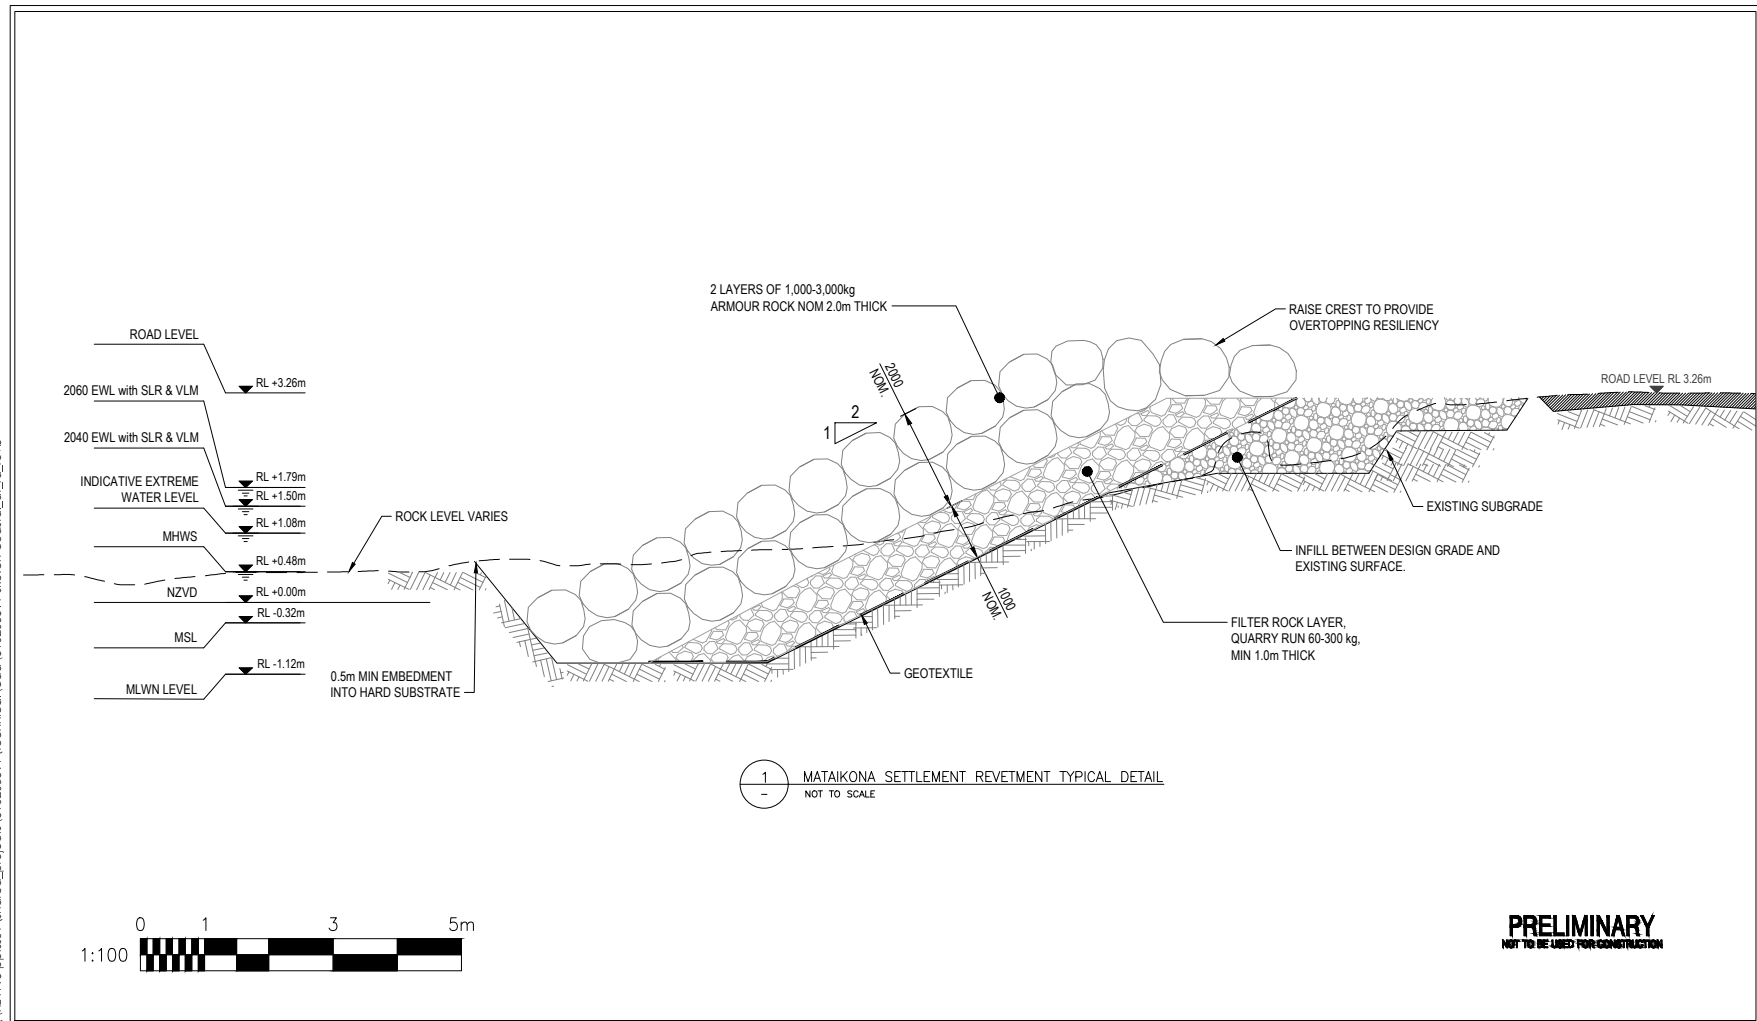 2 LAYERS OF 1,000-3,000kg
ARMOUR ROCK NOM 2.0m THICK
RAISE CREST TO PROVIDE
OVERTOPPING RESILIENCY
ROAD LEVEL
RL +3.26m
2060 EWL with SLR & VLM
2040 EWL with SLR & VLM
RL +1.79m
INDICATIVE EXTREME
WATER LEVEL
RL +1.50m
RL +1.08m
MHWS
RL +0.48m
NZVD
RL +0.00m
RL -0.32m
MSL
RL -1.12m
MLWN LEVEL
ROCK LEVEL VARIES
0.5m MIN EMBEDMENT
INTO HARD SUBSTRATE
2
1
2000
NOM.
1000
NOM.
ROAD LEVEL RL 3.26m
EXISTING SUBGRADE
INFILL BETWEEN DESIGN GRADE AND
EXISTING SURFACE.
FILTER ROCK LAYER,
QUARRY RUN 60-300 kg,
MIN 1.0m THICK
GEOTEXTILE
1
-
MATAIKONA SETTLEMENT REVETMENT TYPICAL DETAIL
NOT TO SCALE
0 1 3 5m
1:100
PRELIMINARY
NOT TO BE USED FOR CONSTRUCTION